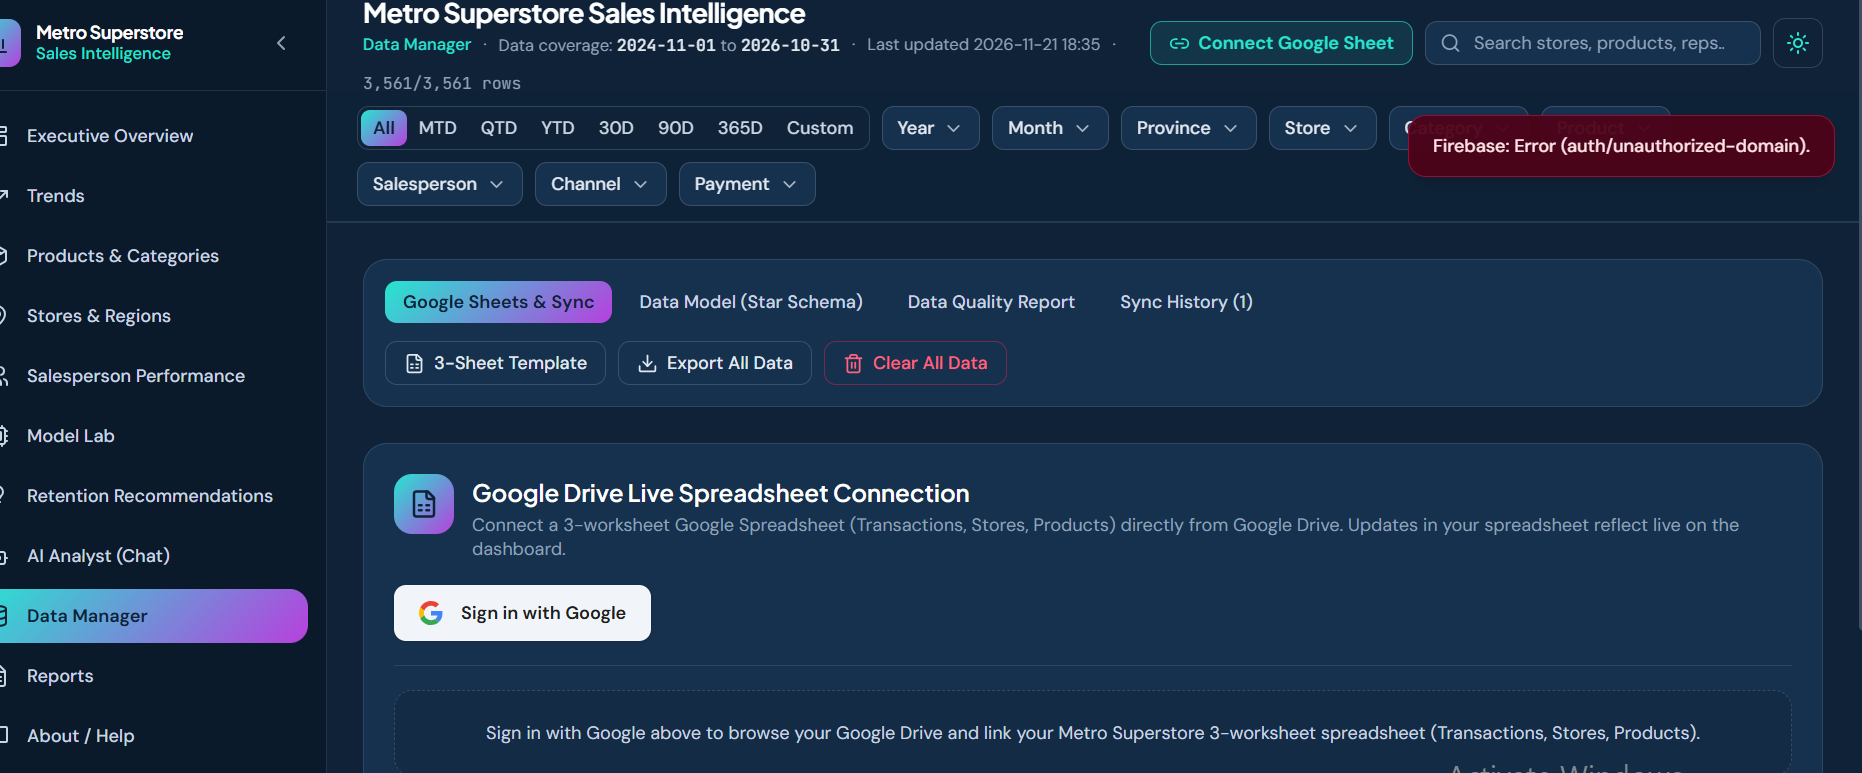 Metro Superstore
Sales Intelligence
Executive Overview
Trends
Products & Categories
Stores & Regions
Salesperson Performance
Model Lab
Retention Recommendations
AI Analyst (Chat)
Data Manager
Reports
About / Help
Metro Superstore Sales Intelligence
Data Manager · Data coverage: 2024-11-01 to 2026-10-31 · Last updated 2026-11-21 18:35 ·
3,561/3,561 rows
Connect Google Sheet
Search stores, products, reps..
All MTD QTD YTD 30D 90D 365D Custom Year Month Province Store Category Product
Firebase: Error (auth/unauthorized-domain).
Salesperson Channel Payment
Google Sheets & Sync Data Model (Star Schema) Data Quality Report Sync History (1)
3-Sheet Template Export All Data Clear All Data
Google Drive Live Spreadsheet Connection
Connect a 3-worksheet Google Spreadsheet (Transactions, Stores, Products) directly from Google Drive. Updates in your spreadsheet reflect live on the
dashboard.
Sign in with Google
Sign in with Google above to browse your Google Drive and link your Metro Superstore 3-worksheet spreadsheet (Transactions, Stores, Products).
Activate Windows